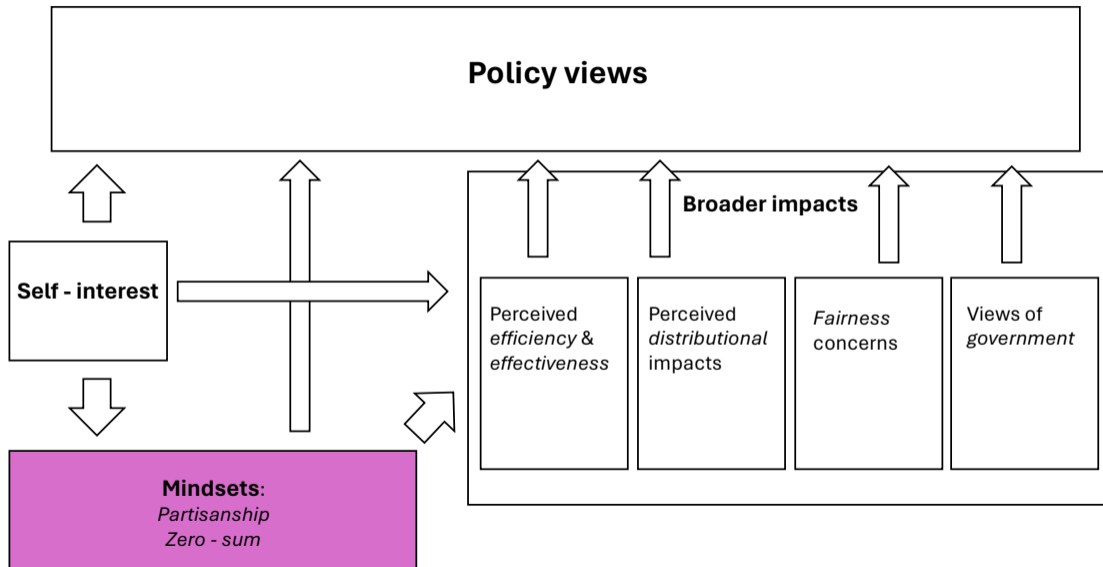 Policy views
Broader impacts
Self - interest
Perceived
efficiency &
effectiveness
Perceived
distributional
impacts
Fairness
concerns
Views of
government
Mindsets:
Partisanship
Zero - sum